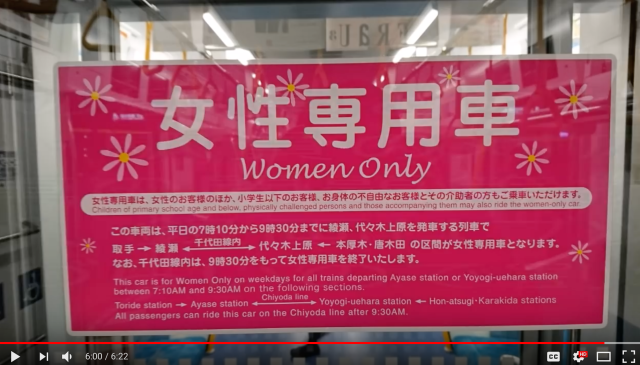 FRaU
女性専用車
Women Only
女性専用車は、女性のお客様のほか、小学生以下のお客様、お身体の不自由なお客様とその介助者の方もご乗車いただけます。
Children of primary school age and below, physically challenged persons and those accompanying them may also ride the women-only car.
この車両は、平日の7時10分から9時30分までに綾瀬、代々木上原を発車する列車で
千代田線内
取手→綾瀬⟷代々木上原←本厚木・唐木田 の区間が女性専用車となります。
なお、千代田線内は、9時30分をもって女性専用車を終了いたします。
This car is for Women Only on weekdays for all trains departing Ayase station or Yoyogi-uehara station
between 7:10AM and 9:30AM on the following sections.
Chiyoda line
Toride station → Ayase station ⟷ Yoyogi-uehara station ← Hon-atsugi・Karakida stations
All passengers can ride this car on the Chiyoda line after 9:30AM.
6:00 / 6:22
CC HD